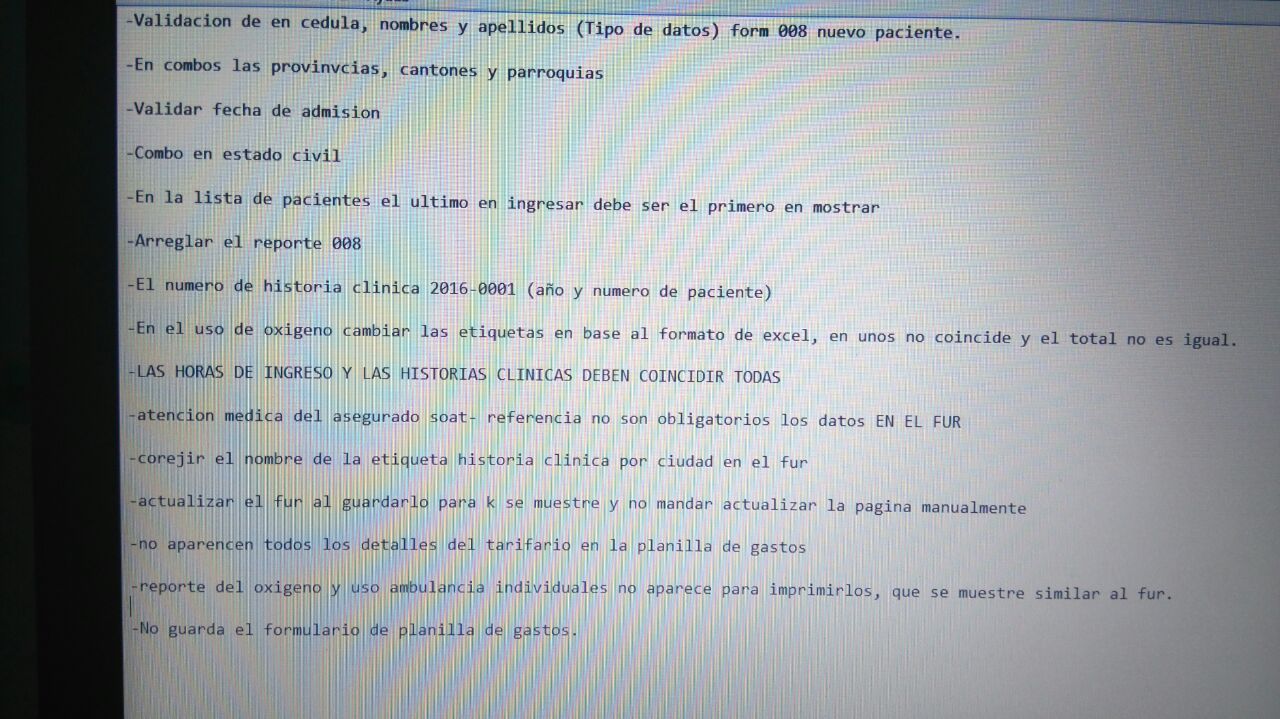 -Validacion de en cedula, nombres y apellidos (Tipo de datos) form 008 nuevo paciente.
-En combos las provinvcias, cantones y parroquias
-Validar fecha de admision
-Combo en estado civil
-En la lista de pacientes el ultimo en ingresar debe ser el primero en mostrar
-Arreglar el reporte 008
-El numero de historia clinica 2016-0001 (año y numero de paciente)
-En el uso de oxigeno cambiar las etiquetas en base al formato de excel, en unos no coincide y el total no es igual.
-LAS HORAS DE INGRESO Y LAS HISTORIAS CLINICAS DEBEN COINCIDIR TODAS
-atencion medica del asegurado soat- referencia no son obligatorios los datos EN EL FUR
-corejir el nombre de la etiqueta historia clinica por ciudad en el fur
-actualizar el fur al guardarlo para k se muestre y no mandar actualizar la pagina manualmente
-no aparencen todos los detalles del tarifario en la planilla de gastos
-reporte del oxigeno y uso ambulancia individuales no aparece para imprimirlos, que se muestre similar al fur.
-No guarda el formulario de planilla de gastos.